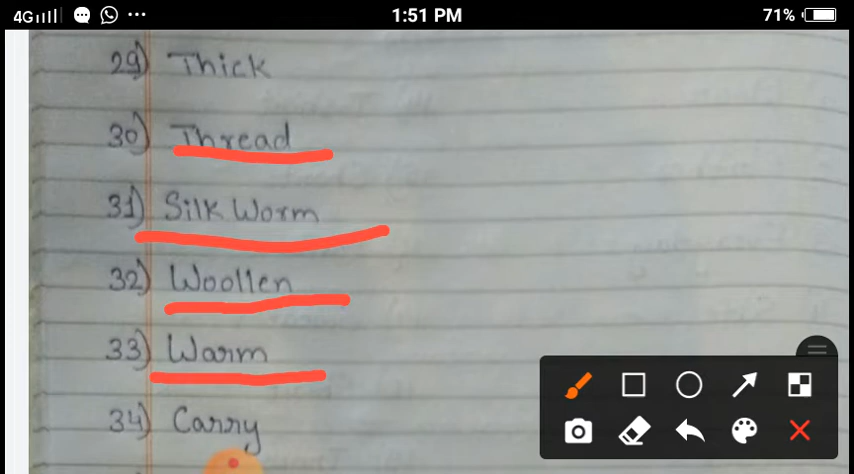 4G 1:51 PM 71%
29) Thick
30) Thread
31) Silk Worm
32) Woollen
33) Warm
34) Carry